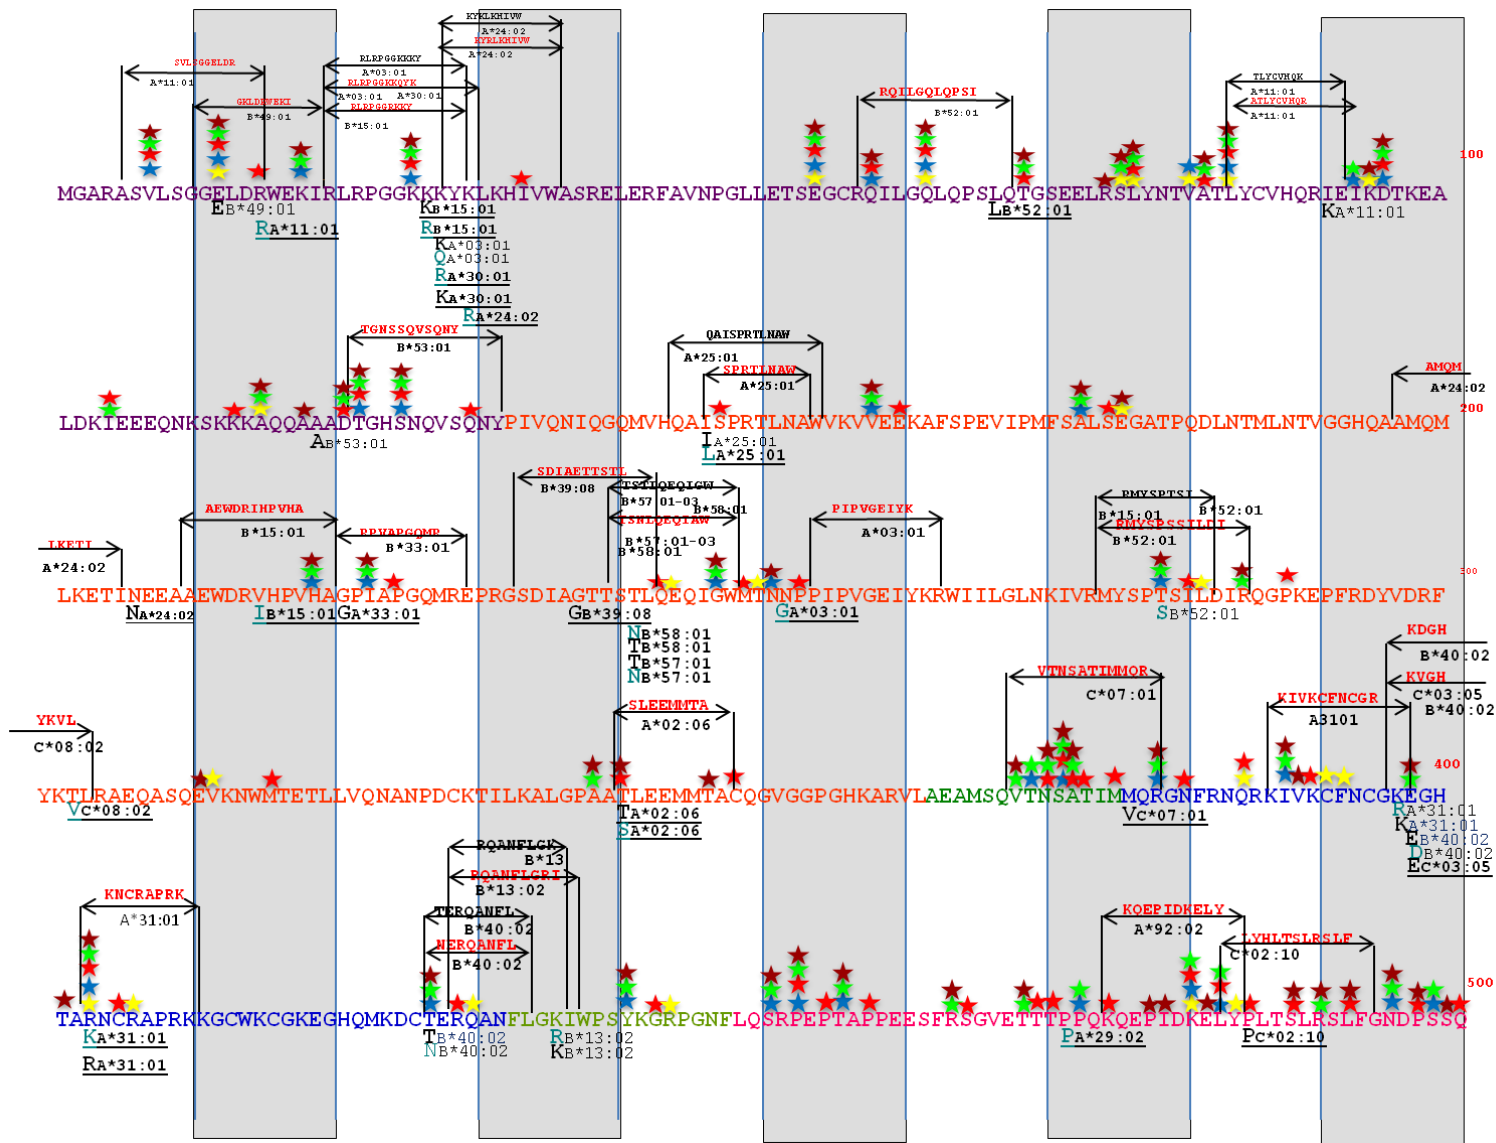 KYKLKHIVW
A*24:02
KYRLKHIVW
A*24:02
SVLSGGELDR
A*11:01
RLRPGGKKKY
A*03:01
RLRPGGKKQYK
A*03:01 A*30:01
GKLDEWEKI
B*49:01
RLRPGGRKKY
B*15:01
RQILGQLQPSI
B*52:01
TLYCVHQK
A*11:01
ATLYCVHQR
A*11:01
100
MGARASVLSGGELDRWEKIRLRPGGKKKYKLKHIVWASRELERFAVNPGLLETSEGCRQILGQLQPSLQTGSEELRSLYNTVATLYCVHQRIEIKDTKEA
EB*49:01
RA*11:01
KB*15:01
RB*15:01
KA*03:01
QA*03:01
RA*30:01
KA*30:01
RA*24:02
LB*52:01
KA*11:01
TGNSSQVSQNY
B*53:01
QAISPRTLNAW
A*25:01
SPRTLNAW
A*25:01
AMQM
A*24:02
200
LDKIEEEQNKSKKKAQQAAADTGHSNQVSQNYPIVQNIQGQMVHQAISPRTLNAWVKVVEEKAFSPEVIPMFSALSEGATPQDLNTMLNTVGGHQAAMQM
AB*53:01
IA*25:01
LA*25:01
LKETI
A*24:02
AEWDRIHPVHA
B*15:01
PPVAPGQMR
B*33:01
SDIAETTSTL
B*39:08
TSTLQEQIGW
B*57 01-03
B*58:01
TSNLQEQIAW
B*57:01-03
B*58:01
PIPVGEIYK
A*03:01
RMYSPTSI
B*15:01
B*52:01
RMYSPSSILDI
B*52:01
300
LKETINEEAAEWDRVHPVHAGPIAPGQMREPRGSDIAGTTSTLQEQIGWMTNNPPIPVGEIYKRWIILGLNKIVRMYSPTSILDIRQGPKEPFRDYVDRF
NA*24:02
IB*15:01
GA*33:01
GB*39:08
NB*58:01
TB*58:01
TB*57:01
NB*57:01
GA*03:01
SB*52:01
YKVL
C*08:02
SLEEMMTA
A*02:06
VTNSATIMMQR
C*07:01
KIVKCFNCGR
A3101
KDGH
B*40:02
KVGH
C*03:05
B*40:02
400
YKTLRAEQASQEVKNWMTETLLVQNANPDCKTILKALGPAATLEEMMTACQGVGGPGHKARVLAEAMSQVTNSATIMMQRGNFRNQRKIVKCFNCGKEGH
VC*08:02
TA*02:06
SA*02:06
VC*07:01
RA*31:01
KA*31:01
EB*40:02
DB*40:02
EC*03:05
KNCRAPRK
A*31:01
RQANFLGK
B*13
RQANFLGRI
B*13:02
TERQANFL
B*40:02
NERQANFL
B*40:02
KQEPIDKELY
A*92:02
LYHLTSLRSLF
C*02:10
500
TARNCRAPRKKGCWKCGKEGHQMKDCTERQANFLGKIWPSYKGRPGNFLQSRPEPTAPPEESFRSGVETTTPPQKQEPIDKELYPLTSLRSLFGNDPSSQ
KA*31:01
RA*31:01
TB*40:02
NB*40:02
RB*13:02
KB*13:02
PA*29:02
PC*02:10